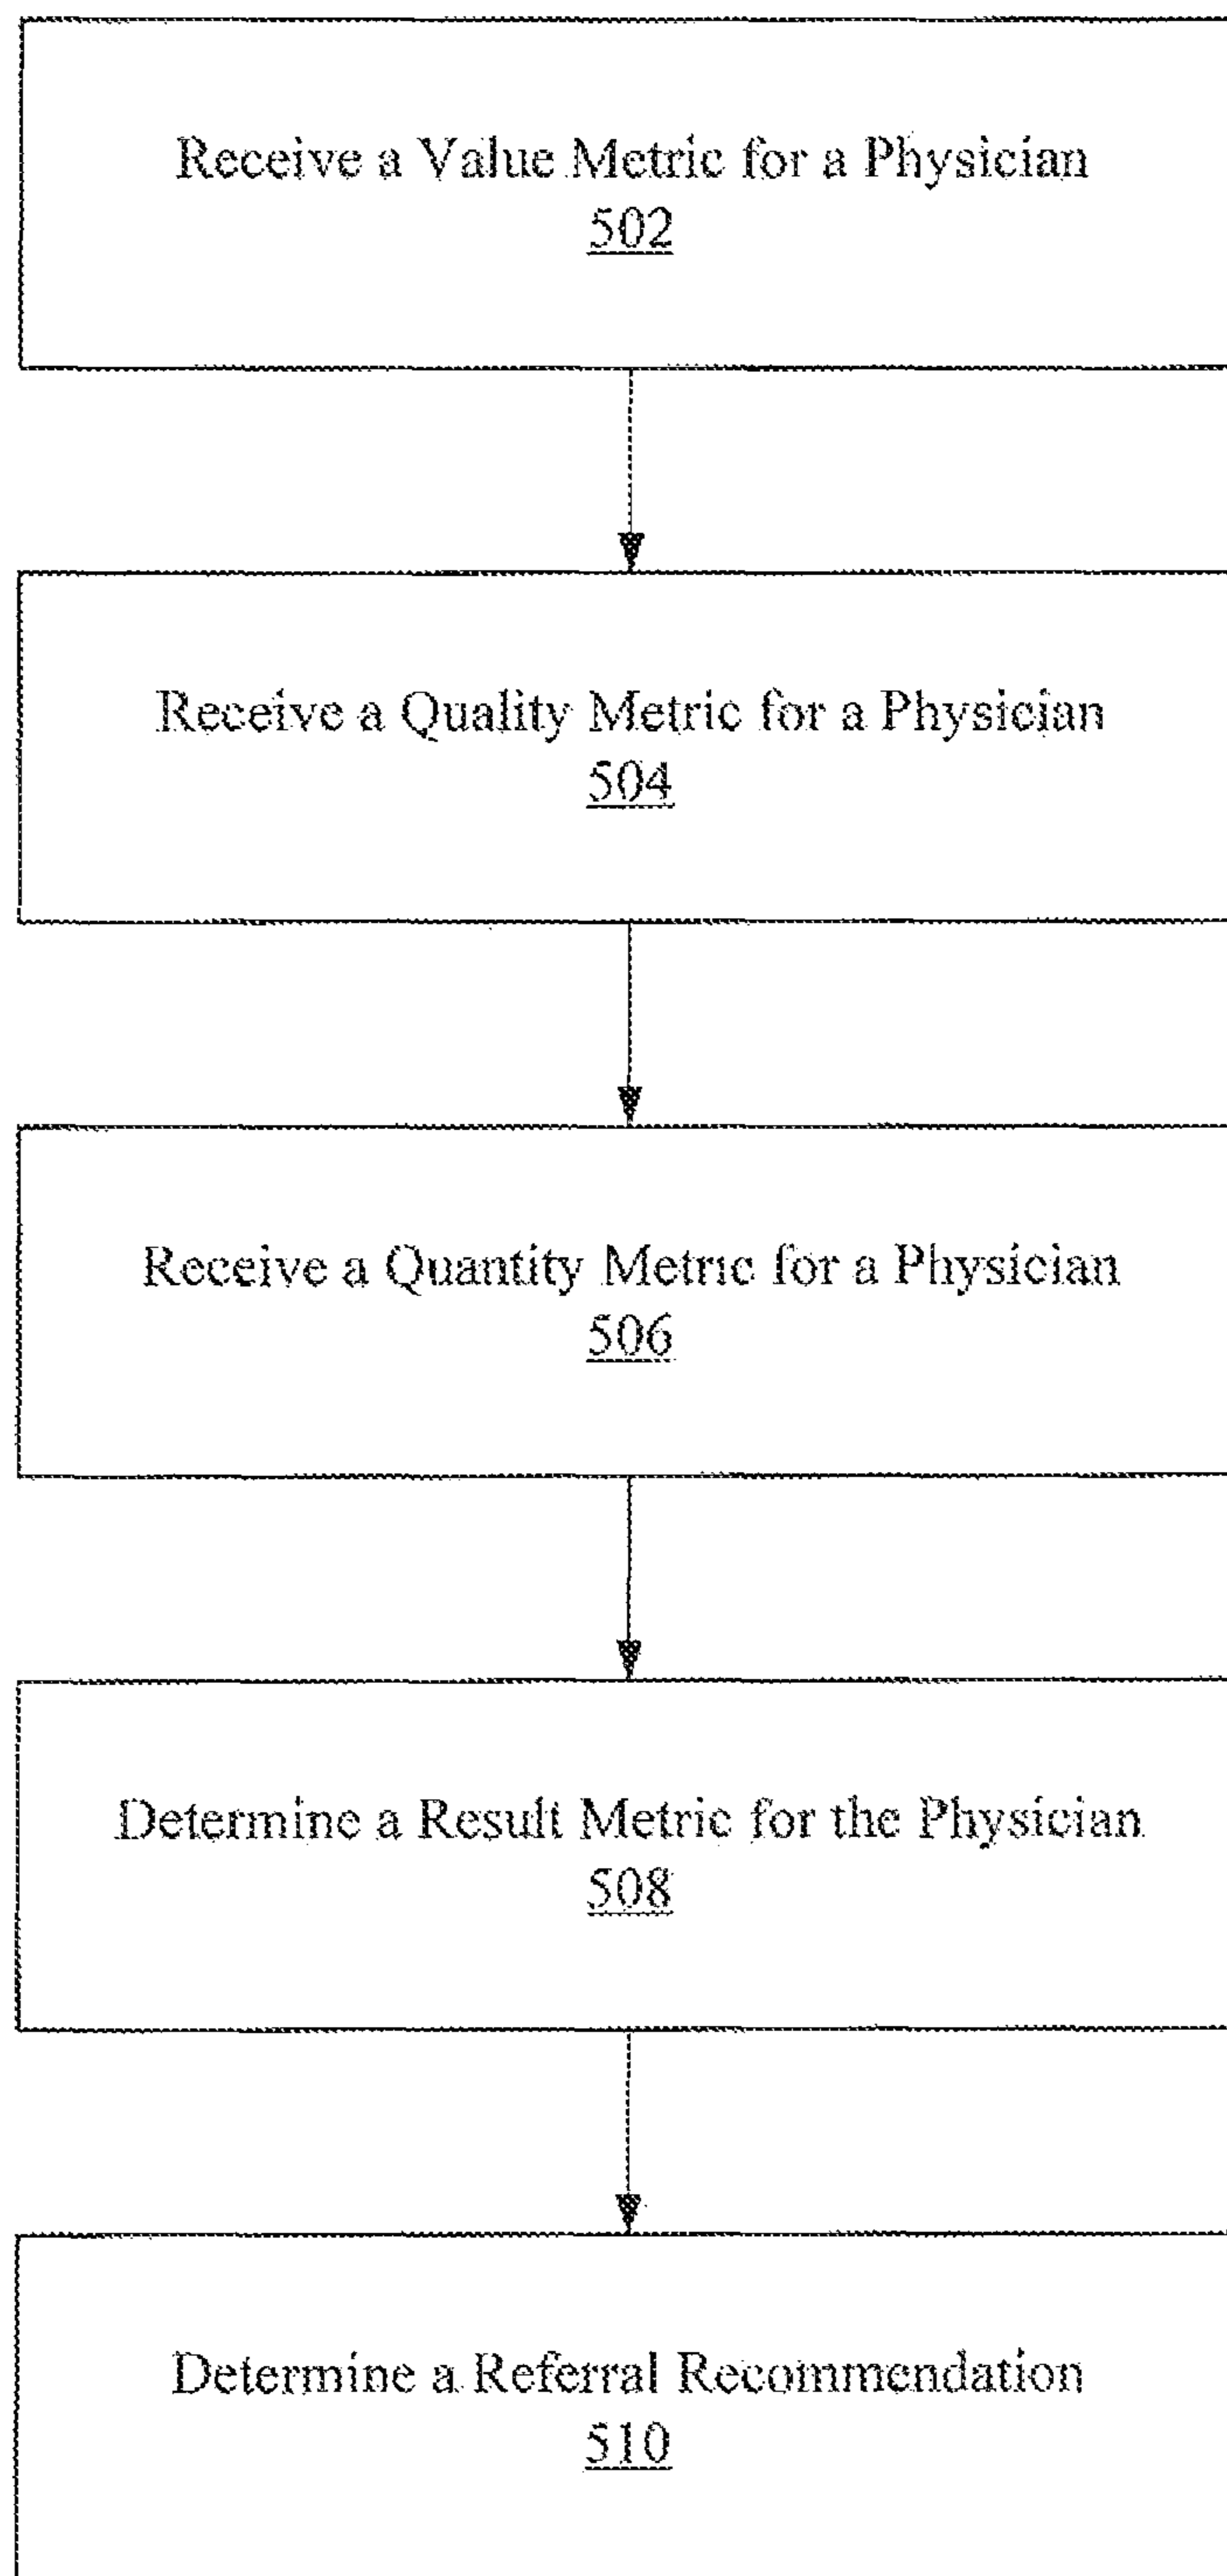 Receive a Value Metric for a Physician
502
Receive a Quality Metric for a Physician
504
Receive a Quantity Metric for a Physician
506
Determine a Result Metric for the Physician
508
Determine a Referral Recommendation
510